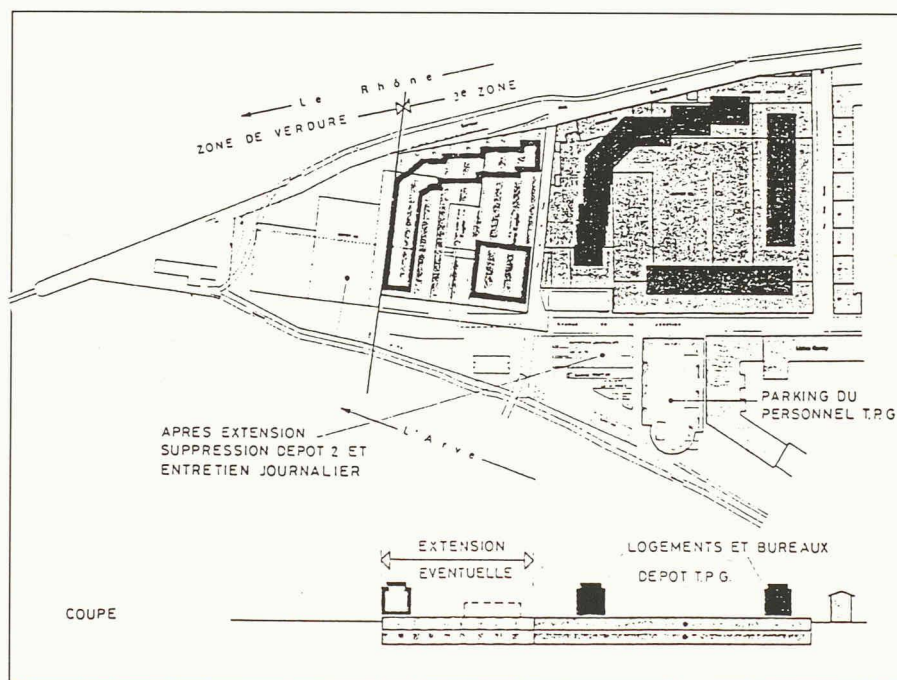 Le Rhône
ZONE DE VERDURE
2e ZONE
PARKING DU
PERSONNEL T.P.G
APRES EXTENSION
SUPPRESSION DEPOT 2 ET
ENTRETIEN JOURNALIER
L'Arve
EXTENSION
EVENTUELLE
LOGEMENTS ET BUREAUX
DEPOT T.P.G.
COUPE